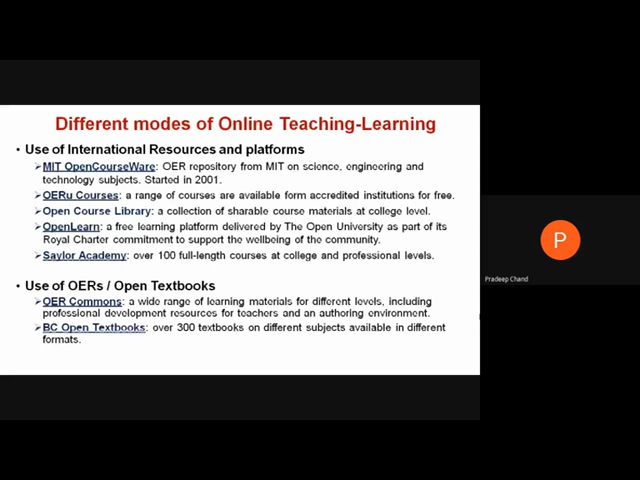 Different modes of Online Teaching-Learning
• Use of International Resources and platforms
➢MIT OpenCourseWare: OER repository from MIT on science, engineering and
technology subjects. Started in 2001.
➢OERu Courses: a range of courses are available form accredited institutions for free.
➢Open Course Library: a collection of sharable course materials at college level.
➢OpenLearn: a free learning platform delivered by The Open University as part of its
Royal Charter commitment to support the wellbeing of the community.
➢Saylor Academy: over 100 full-length courses at college and professional levels.
• Use of OERs / Open Textbooks
➢OER Commons: a wide range of learning materials for different levels, including
professional development resources for teachers and an authoring environment.
➢BC Open Textbooks: over 300 textbooks on different subjects available in different
formats.
P
Pradeep Chand